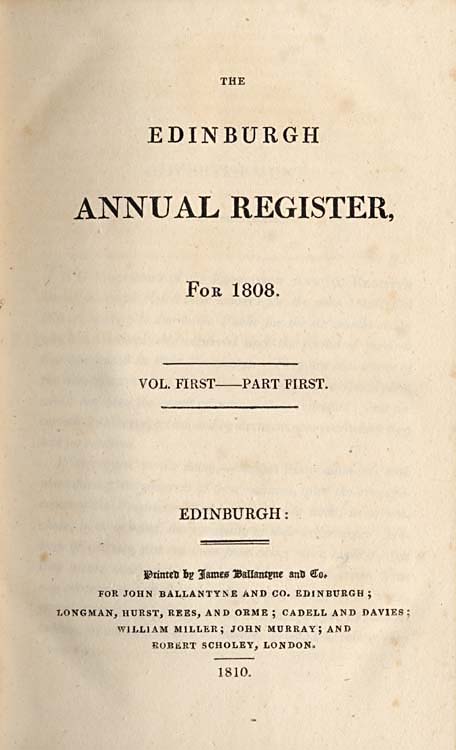 THE
EDINBURGH
ANNUAL REGISTER,
FOR 1808.
VOL. FIRST——PART FIRST.
EDINBURGH:
Printed by James Ballantyne and Co.
FOR JOHN BALLANTYNE AND CO. EDINBURGH;
LONGMAN, HURST, REES, AND ORME; CADELL AND DAVIES;
WILLIAM MILLER; JOHN MURRAY; AND
ROBERT SCHOLEY, LONDON.
1810.